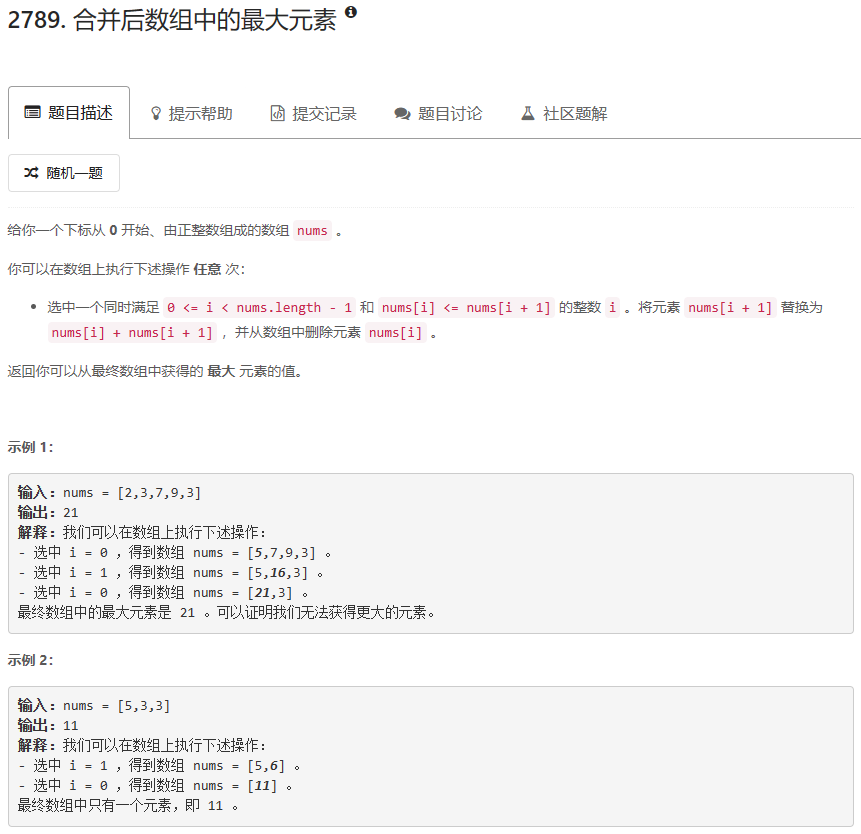 2789. 合并后数组中的最大元素
题目描述 提示帮助 提交记录 题目讨论 社区题解
随机一题
给你一个下标从 0 开始、由正整数组成的数组 nums 。
你可以在数组上执行下述操作 任意 次：
选中一个同时满足 0 <= i < nums.length - 1 和 nums[i] <= nums[i + 1] 的整数 i 。将元素 nums[i + 1] 替换为
nums[i] + nums[i + 1] ，并从数组中删除元素 nums[i] 。
返回你可以从最终数组中获得的 最大 元素的值。
示例 1：
输入：nums = [2,3,7,9,3]
输出：21
解释：我们可以在数组上执行下述操作：
- 选中 i = 0 ，得到数组 nums = [5,7,9,3] 。
- 选中 i = 1 ，得到数组 nums = [5,16,3] 。
- 选中 i = 0 ，得到数组 nums = [21,3] 。
最终数组中的最大元素是 21 。可以证明我们无法获得更大的元素。
示例 2：
输入：nums = [5,3,3]
输出：11
解释：我们可以在数组上执行下述操作：
- 选中 i = 1 ，得到数组 nums = [5,6] 。
- 选中 i = 0 ，得到数组 nums = [11] 。
最终数组中只有一个元素，即 11 。